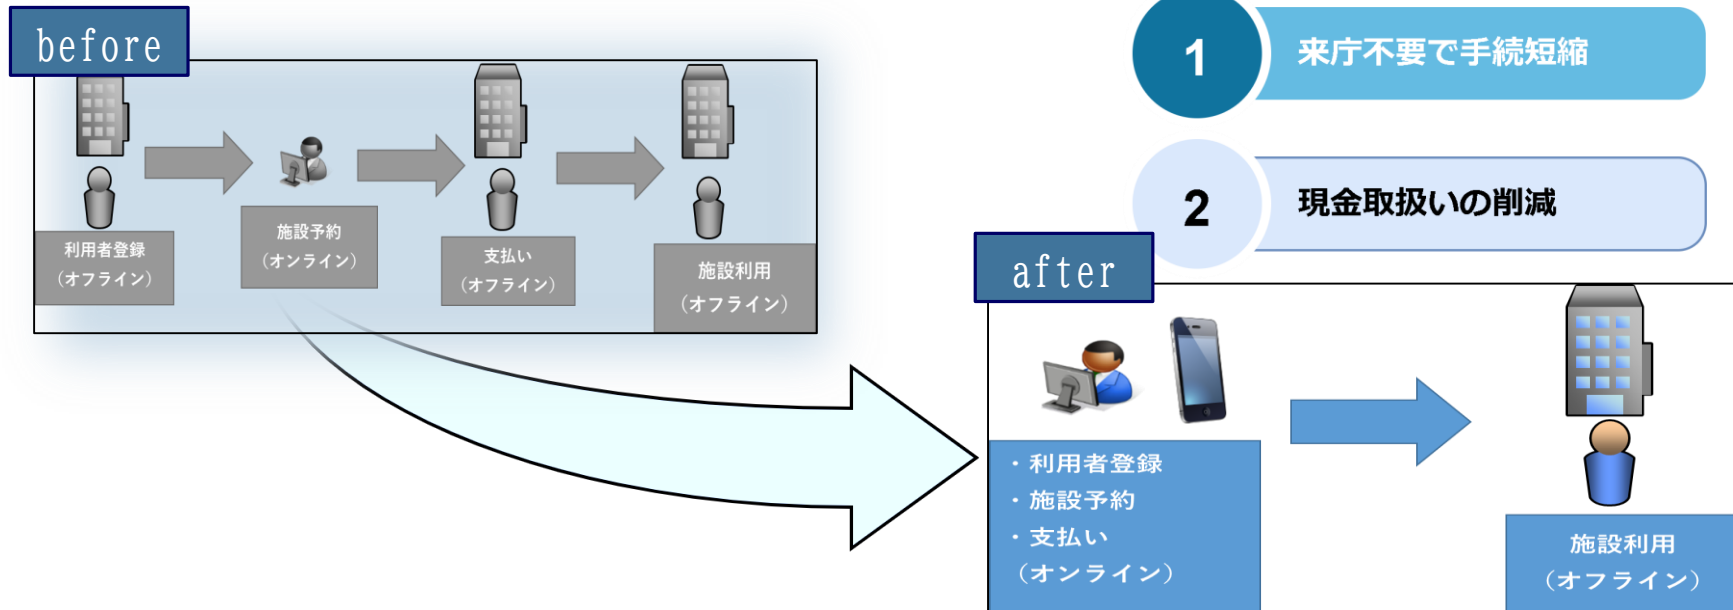 before
利用者登録
（オフライン）
施設予約
（オンライン）
支払い
（オフライン）
施設利用
（オフライン）
1
来庁不要で手続短縮
2
現金取扱いの削減
after
・利用者登録
・施設予約
・支払い
（オンライン）
施設利用
（オフライン）